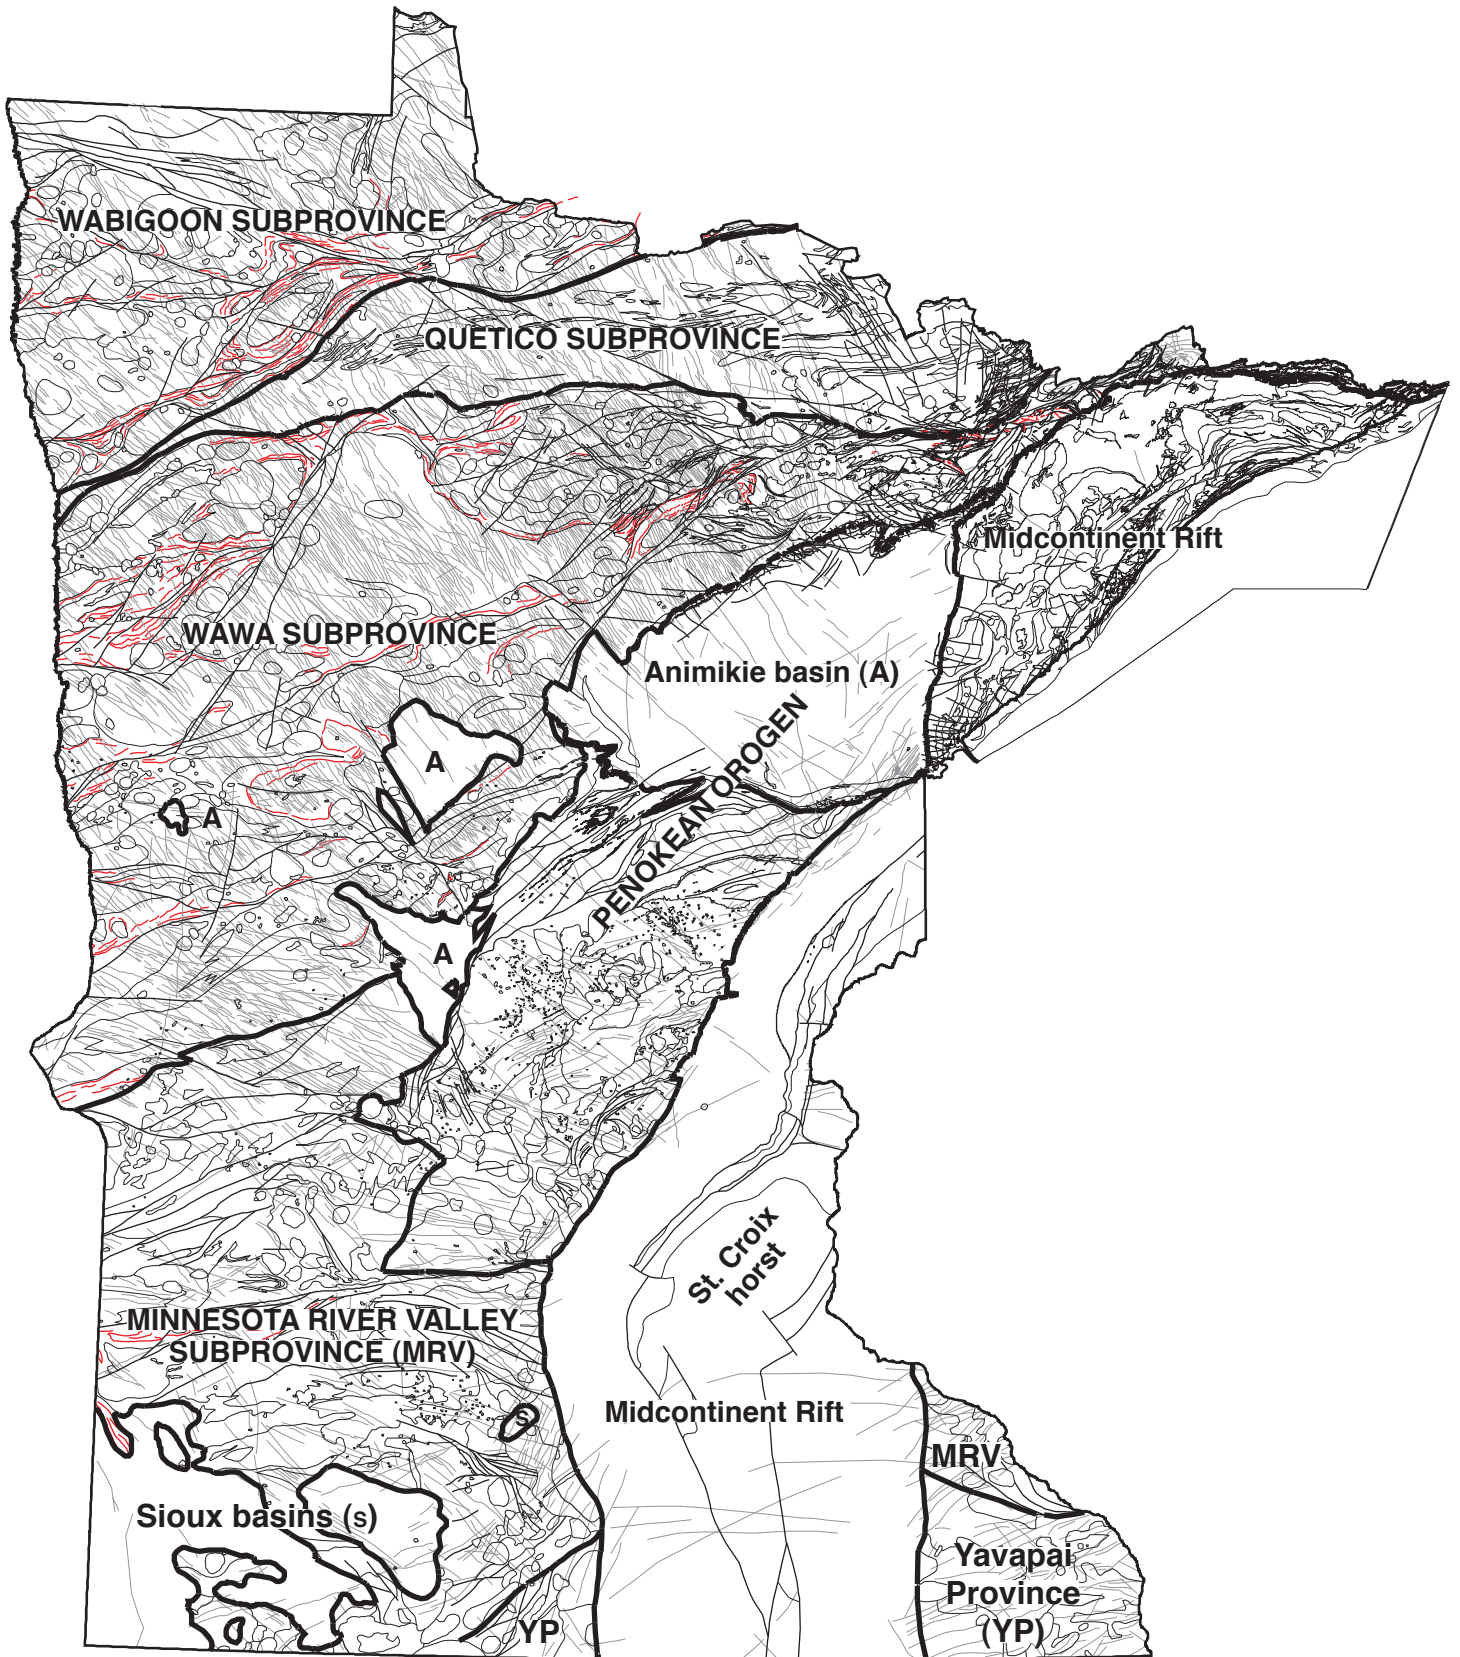 WABIGOON SUBPROVINCE
QUETICO SUBPROVINCE
Midcontinent Rift
WAWA SUBPROVINCE
Animikie basin (A)
A
A
PENOKEAN OROGEN
A
A
St. Croix
horst
MINNESOTA RIVER VALLEY
SUBPROVINCE (MRV)
Midcontinent Rift
S
MRV
Sioux basins (s)
Yavapai
Province
(YP)
YP